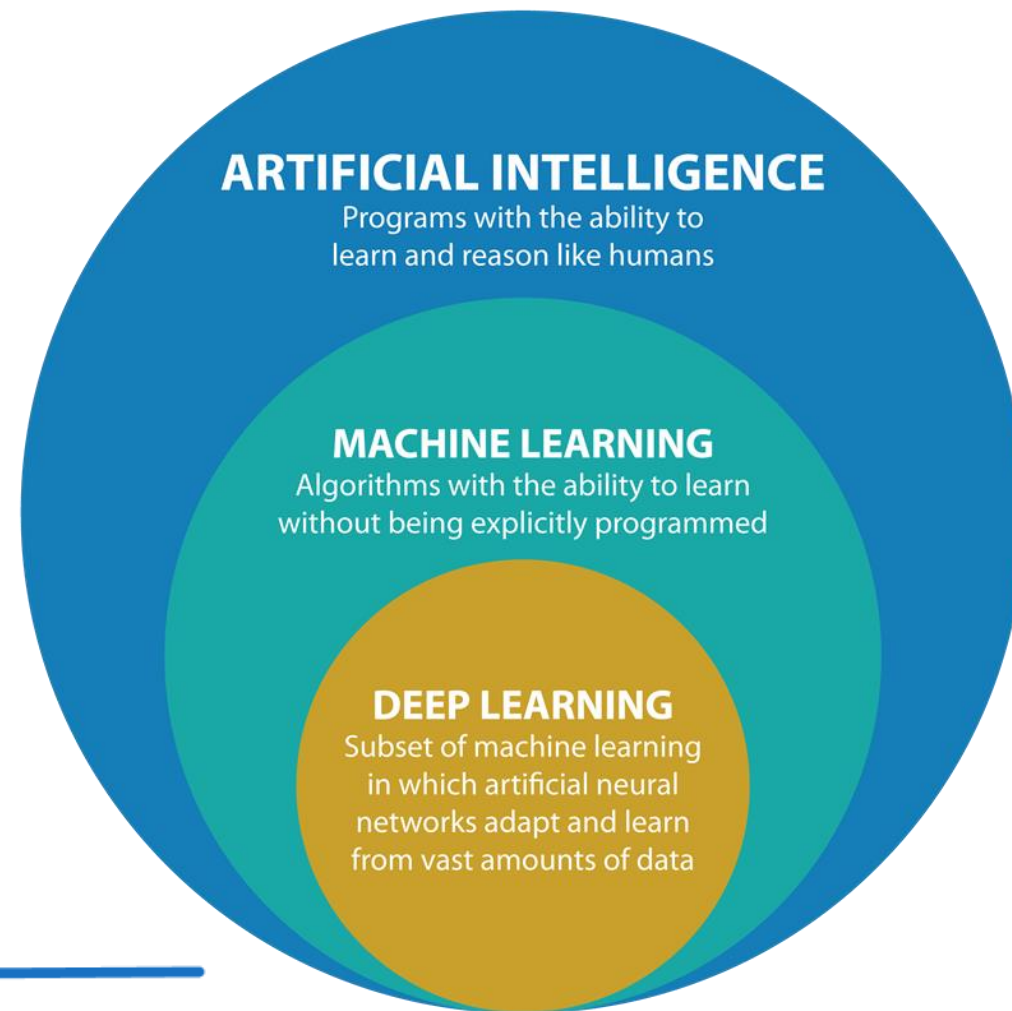 ARTIFICIAL INTELLIGENCE
Programs with the ability to
learn and reason like humans
MACHINE LEARNING
Algorithms with the ability to learn
without being explicitly programmed
DEEP LEARNING
Subset of machine learning
in which artificial neural
networks adapt and learn
from vast amounts of data